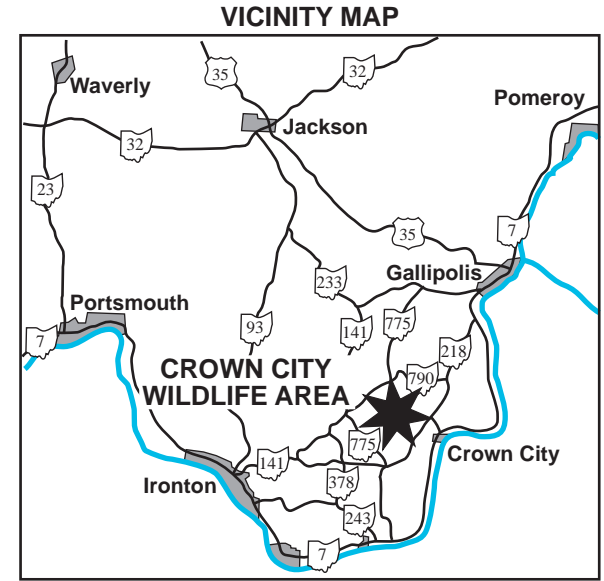 VICINITY MAP
35
32
Waverly
Pomeroy
Jackson
32
23
7
35
Gallipolis
233
Portsmouth
7
93
141
775
218
CROWN CITY
790
WILDLIFE AREA
775
Crown City
141
Ironton
378
243
7